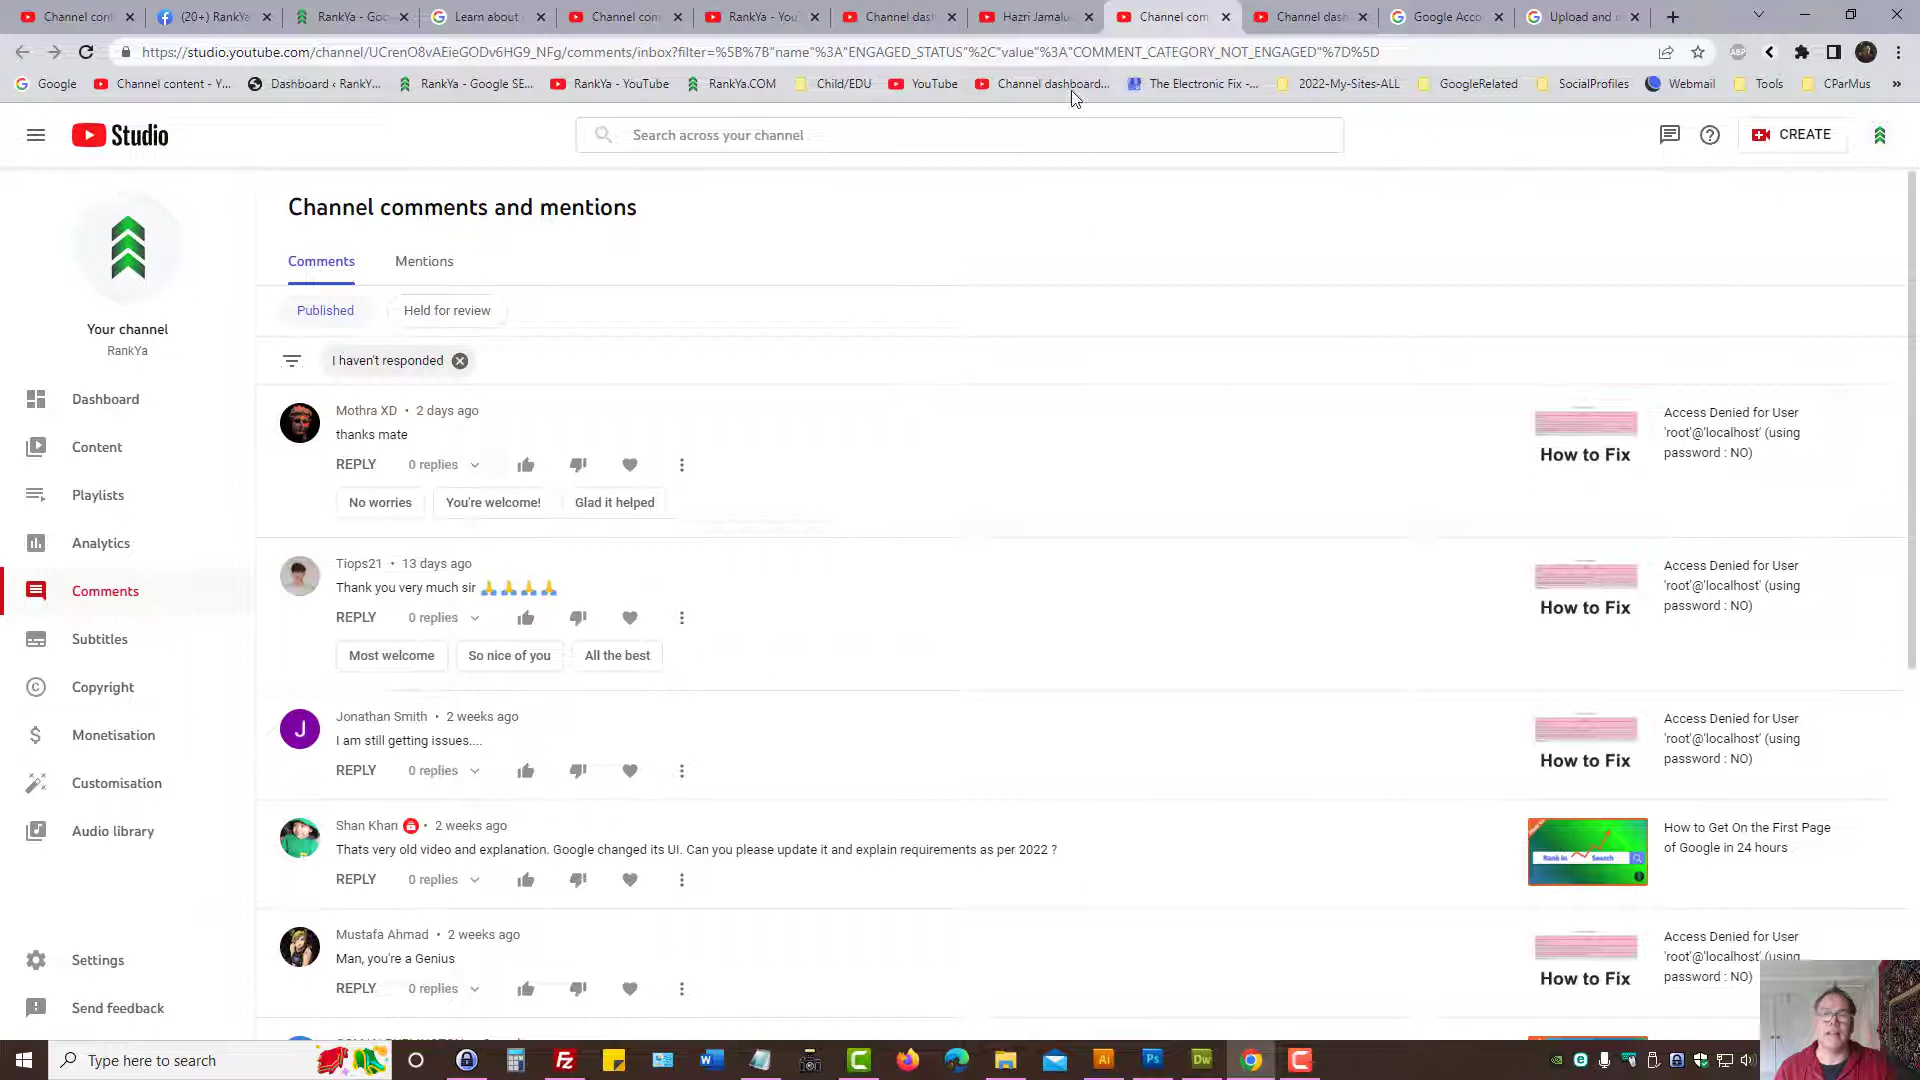 Channel con
(20+) RankYa
RankYa - Goo
Learn about
Channel com
RankYa - You
Channel dash
Hazri Jamalu
Channel com
Channel dash
Google Acco
Upload and
https://studio.youtube.com/channel/UCrenO8vAEieGODv6HG9_NFg/comments/inbox?filter=%5B%7B"name"%3A"ENGAGED_STATUS"%2C"value"%3A"COMMENT_CATEGORY_NOT_ENGAGED"%7D%5D
Google
Channel content - Y...
Dashboard ‹ RankY...
RankYa - Google SE...
RankYa - YouTube
RankYa.COM
Child/EDU
YouTube
Channel dashboard...
The Electronic Fix -...
2022-My-Sites-ALL
GoogleRelated
SocialProfiles
Webmail
Tools
CParMus
Studio
Search across your channel
CREATE
Your channel
RankYa
Dashboard
Content
Playlists
Analytics
Comments
Subtitles
Copyright
Monetisation
Customisation
Audio library
Settings
Send feedback
Channel comments and mentions
Comments
Mentions
Published
Held for review
I haven't responded
Mothra XD • 2 days ago
thanks mate
REPLY 0 replies
No worries
You're welcome!
Glad it helped
How to Fix
Access Denied for User
'root'@'localhost' (using
password : NO)
Tiops21 • 13 days ago
Thank you very much sir 🙏🙏🙏🙏
REPLY 0 replies
Most welcome
So nice of you
All the best
How to Fix
Access Denied for User
'root'@'localhost' (using
password : NO)
J
Jonathan Smith • 2 weeks ago
I am still getting issues....
REPLY 0 replies
How to Fix
Access Denied for User
'root'@'localhost' (using
password : NO)
Shan Khan • 2 weeks ago
Thats very old video and explanation. Google changed its UI. Can you please update it and explain requirements as per 2022 ?
REPLY 0 replies
Rank in Search
How to Get On the First Page
of Google in 24 hours
Mustafa Ahmad • 2 weeks ago
Man, you're a Genius
REPLY 0 replies
How to Fix
Access Denied for User
'root'@'localhost' (using
password : NO)
Type here to search